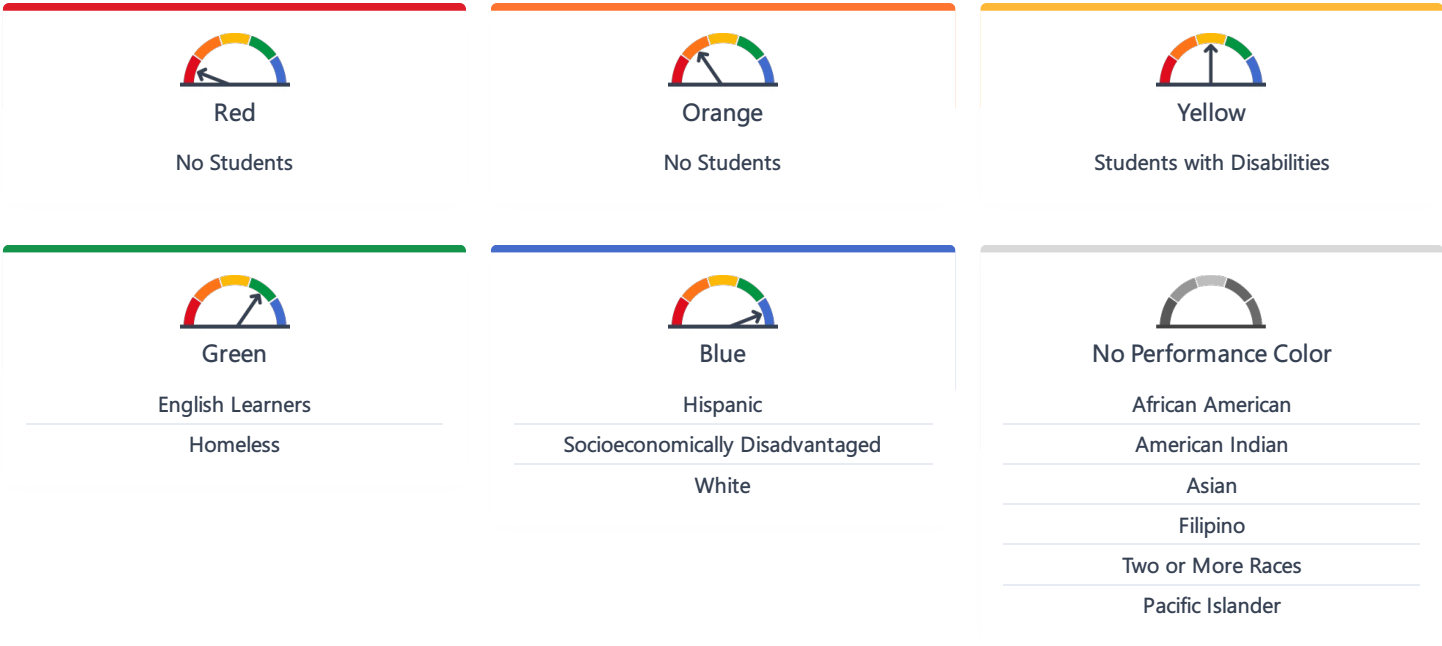 Red
No Students
Orange
No Students
Yellow
Students with Disabilities
Green
English Learners
Homeless
Blue
Hispanic
Socioeconomically Disadvantaged
White
No Performance Color
African American
American Indian
Asian
Filipino
Two or More Races
Pacific Islander